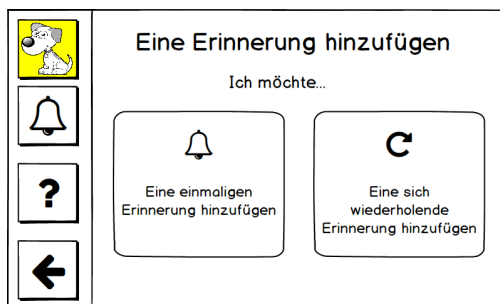 Eine Erinnerung hinzufügen
Ich möchte...
Eine einmaligen
Erinnerung hinzufügen
Eine sich
wiederholende
Erinnerung hinzufügen
?